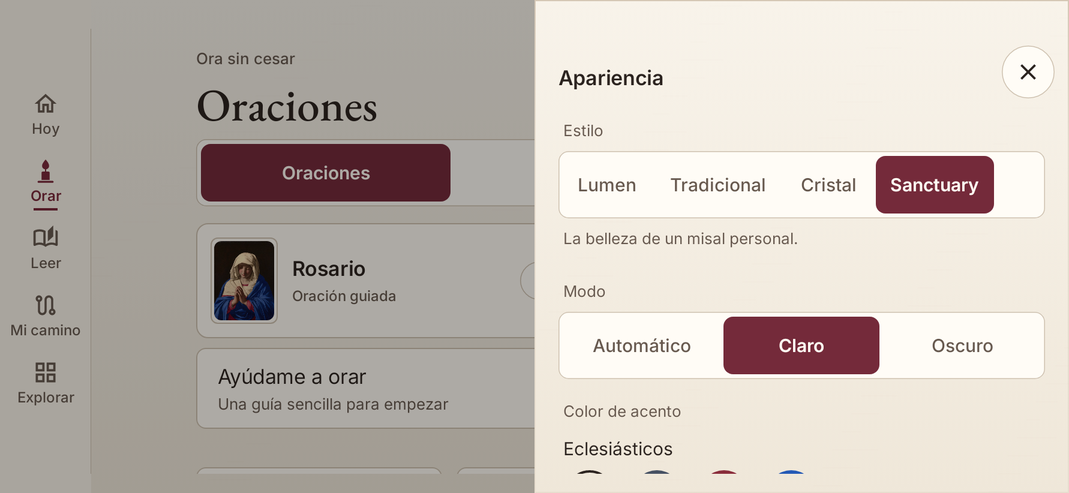 Hoy
Orar
Leer
Mi camino
Explorar
Ora sin cesar
Oraciones
Oraciones
Rosario
Oración guiada
Ayúdame a orar
Una guía sencilla para empezar
Apariencia
Estilo
Lumen Tradicional Cristal Sanctuary
La belleza de un misal personal.
Modo
Automático Claro Oscuro
Color de acento
Eclesiásticos